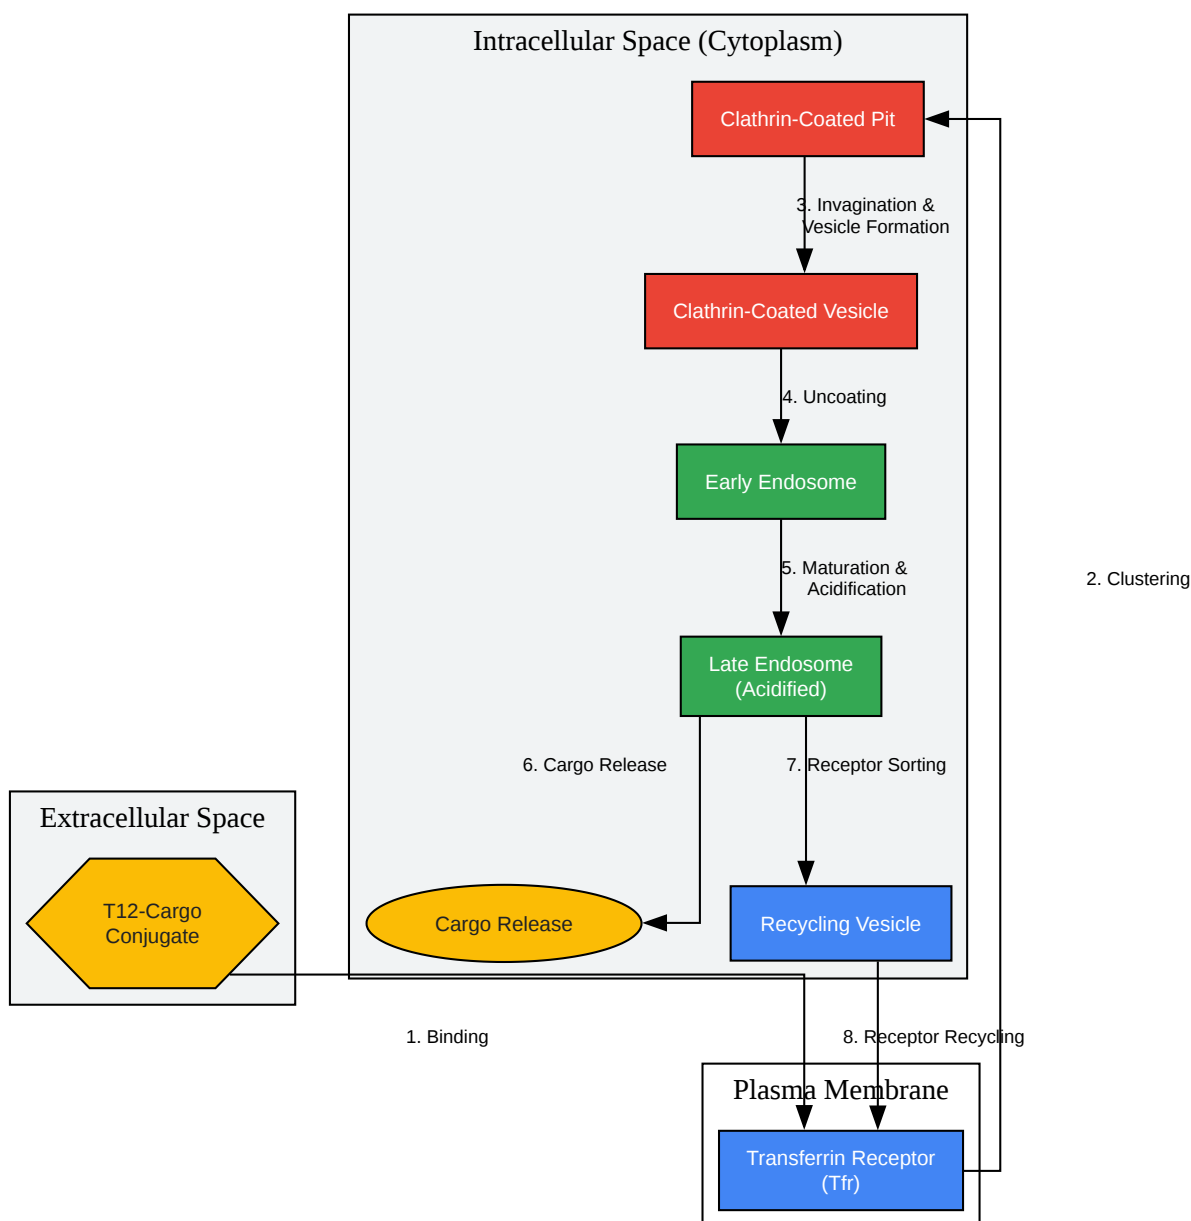 Intracellular Space (Cytoplasm)
Clathrin-Coated Pit
3. Invagination &
Vesicle Formation
Clathrin-Coated Vesicle
4. Uncoating
Early Endosome
5. Maturation &
Acidification
2. Clustering
Late Endosome
(Acidified)
6. Cargo Release
7. Receptor Sorting
Extracellular Space
T12-Cargo
Conjugate
Cargo Release
Recycling Vesicle
1. Binding
8. Receptor Recycling
Plasma Membrane
Transferrin Receptor
(Tfr)